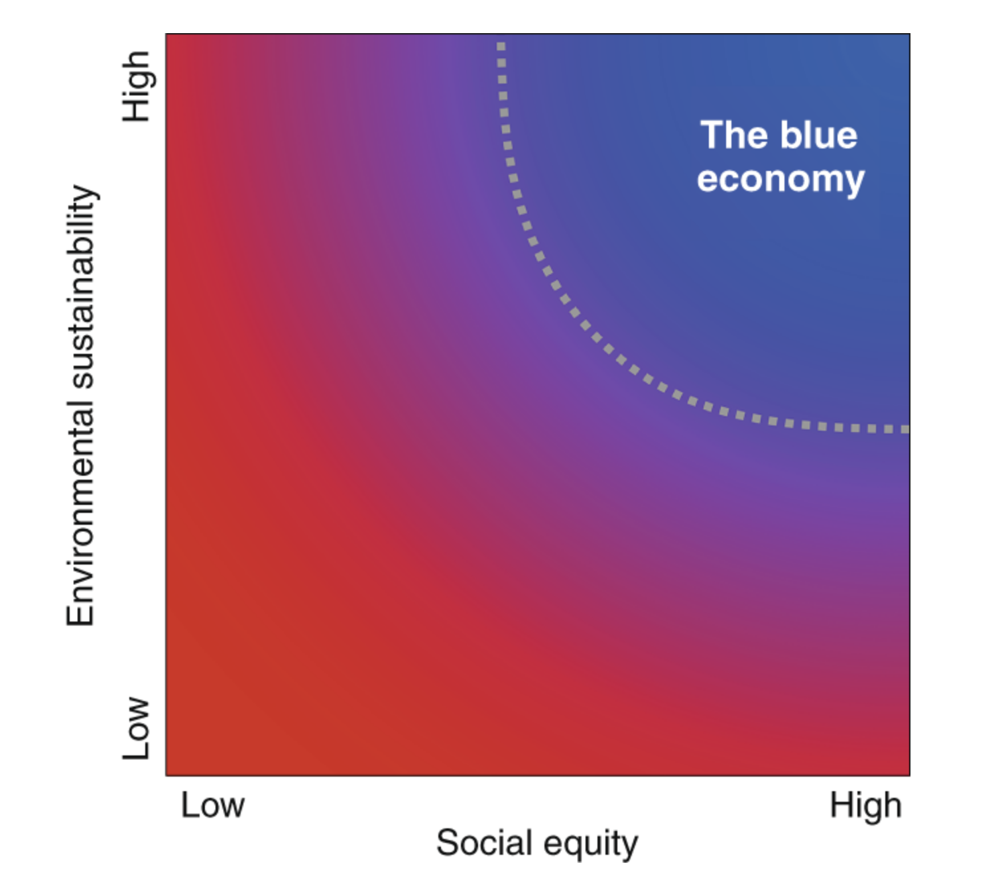 High
Environmental sustainability
Low
The blue
economy
Low
High
Social equity